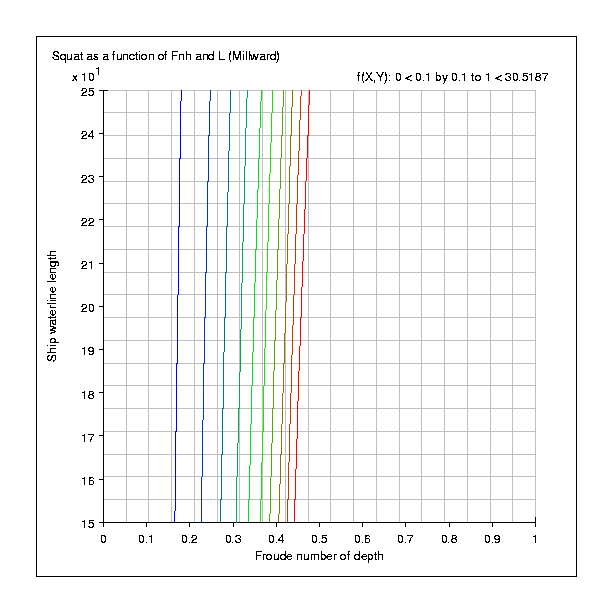 Squat as a function of Fnh and L (Millward)
x 10^1
f(X,Y): 0 < 0.1 by 0.1 to 1 < 30.5187
25
24
23
22
21
20
19
18
17
16
15
Ship waterline length
0 0.1 0.2 0.3 0.4 0.5 0.6 0.7 0.8 0.9 1
Froude number of depth